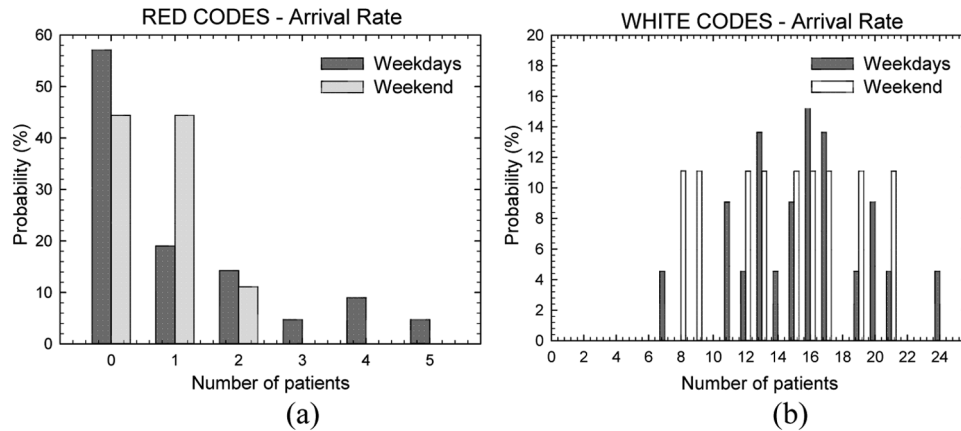 RED CODES - Arrival Rate
60
50
40
30
20
10
0
Probability (%)
Weekdays
Weekend
0 1 2 3 4 5
Number of patients
(a)
WHITE CODES - Arrival Rate
20
18
16
14
12
10
8
6
4
2
0
Probability (%)
Weekdays
Weekend
0 2 4 6 8 10 12 14 16 18 20 22 24
Number of patients
(b)